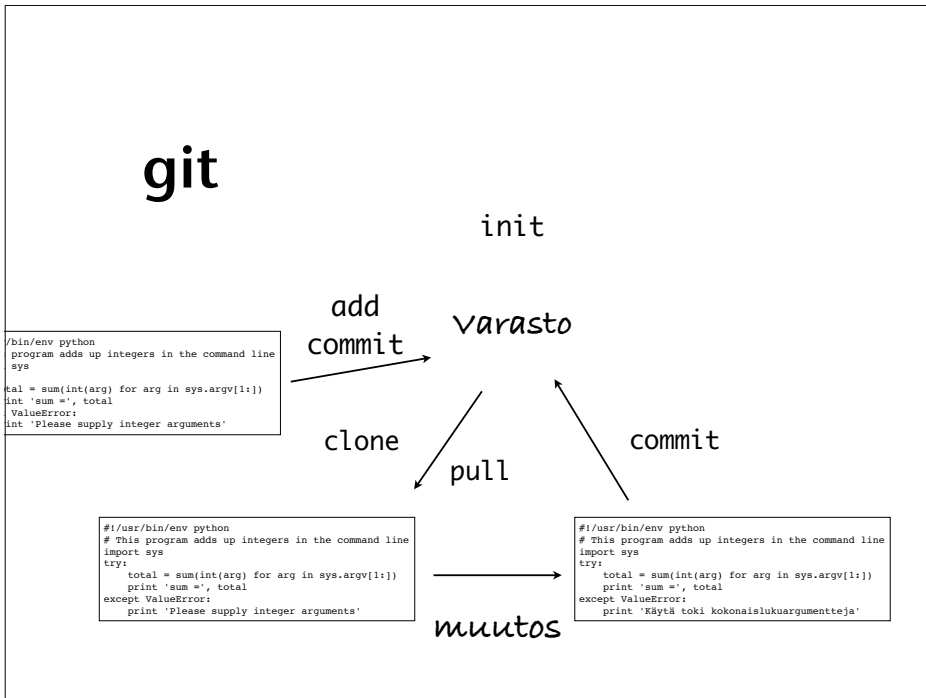 git
init
add
commit
varasto
/bin/env python
program adds up integers in the command line
sys
tal = sum(int(arg) for arg in sys.argv[1:])
int 'sum =', total
ValueError:
int 'Please supply integer arguments'
clone
pull
commit
#!/usr/bin/env python
# This program adds up integers in the command line
import sys
try:
    total = sum(int(arg) for arg in sys.argv[1:])
    print 'sum =', total
except ValueError:
    print 'Please supply integer arguments'
muutos
#!/usr/bin/env python
# This program adds up integers in the command line
import sys
try:
    total = sum(int(arg) for arg in sys.argv[1:])
    print 'sum =', total
except ValueError:
    print 'Käytä toki kokonaislukuargumentteja'